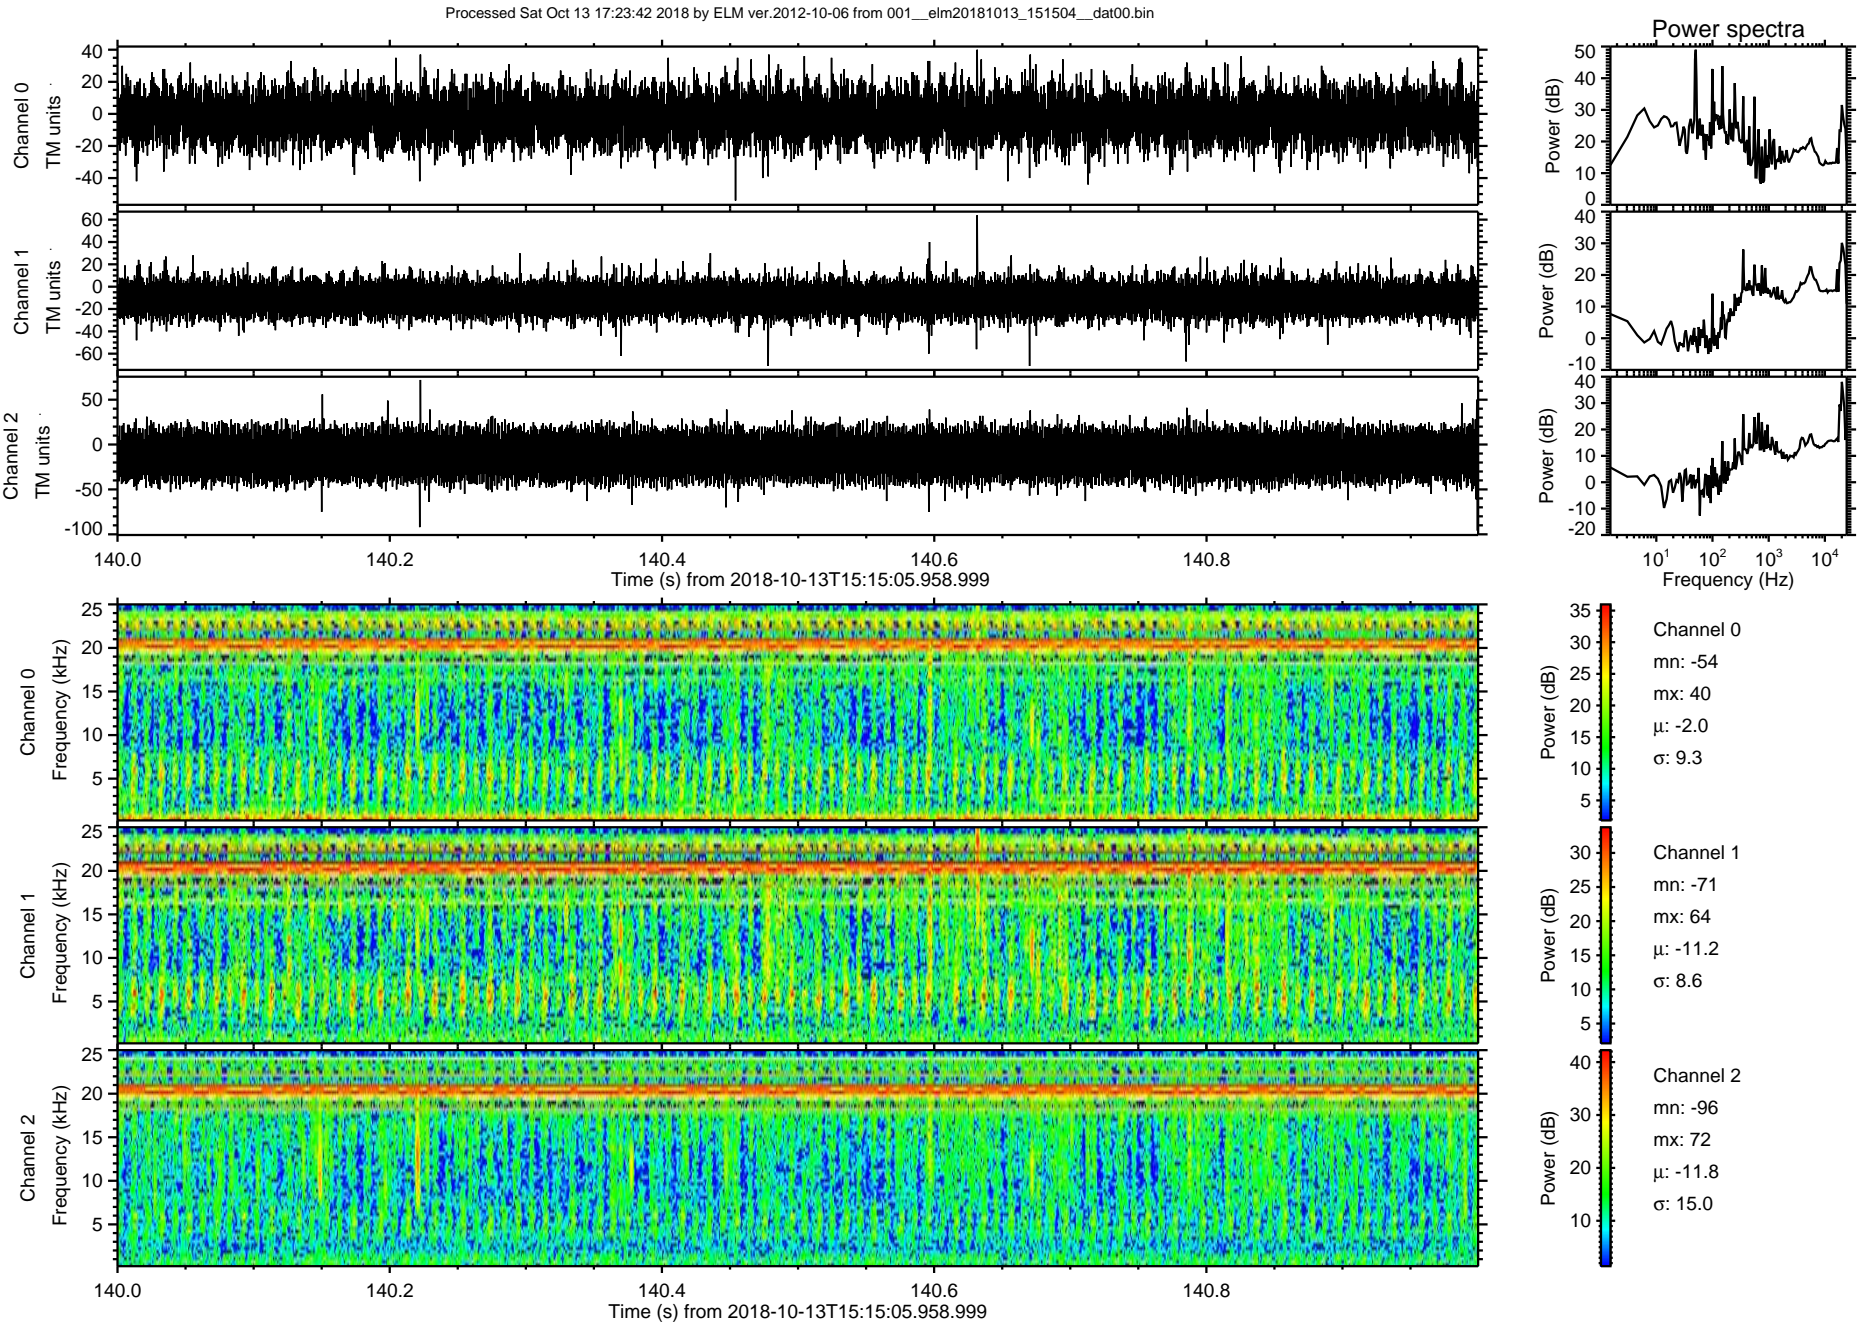 Processed Sat Oct 13 17:23:42 2018 by ELM ver.2012-10-06 from 001__elm20181013_151504__dat00.bin
Power spectra
Channel 0
TM units
40
20
0
-20
-40
Power (dB)
50
40
30
20
10
0
Channel 1
TM units
60
40
20
0
-20
-40
-60
Power (dB)
40
30
20
10
0
-10
Channel 2
TM units
50
0
-50
-100
Power (dB)
40
30
20
10
0
-10
-20
140.0 140.2 140.4 140.6 140.8
Time (s) from 2018-10-13T15:15:05.958.999
10^1 10^2 10^3 10^4
Frequency (Hz)
Channel 0
Frequency (kHz)
25
20
15
10
5
Power (dB)
35
30
25
20
15
10
5
Channel 0
mn: -54
mx: 40
µ: -2.0
σ: 9.3
Channel 1
Frequency (kHz)
25
20
15
10
5
Power (dB)
30
25
20
15
10
5
Channel 1
mn: -71
mx: 64
µ: -11.2
σ: 8.6
Channel 2
Frequency (kHz)
25
20
15
10
5
Power (dB)
40
30
20
10
Channel 2
mn: -96
mx: 72
µ: -11.8
σ: 15.0
140.0 140.2 140.4 140.6 140.8
Time (s) from 2018-10-13T15:15:05.958.999